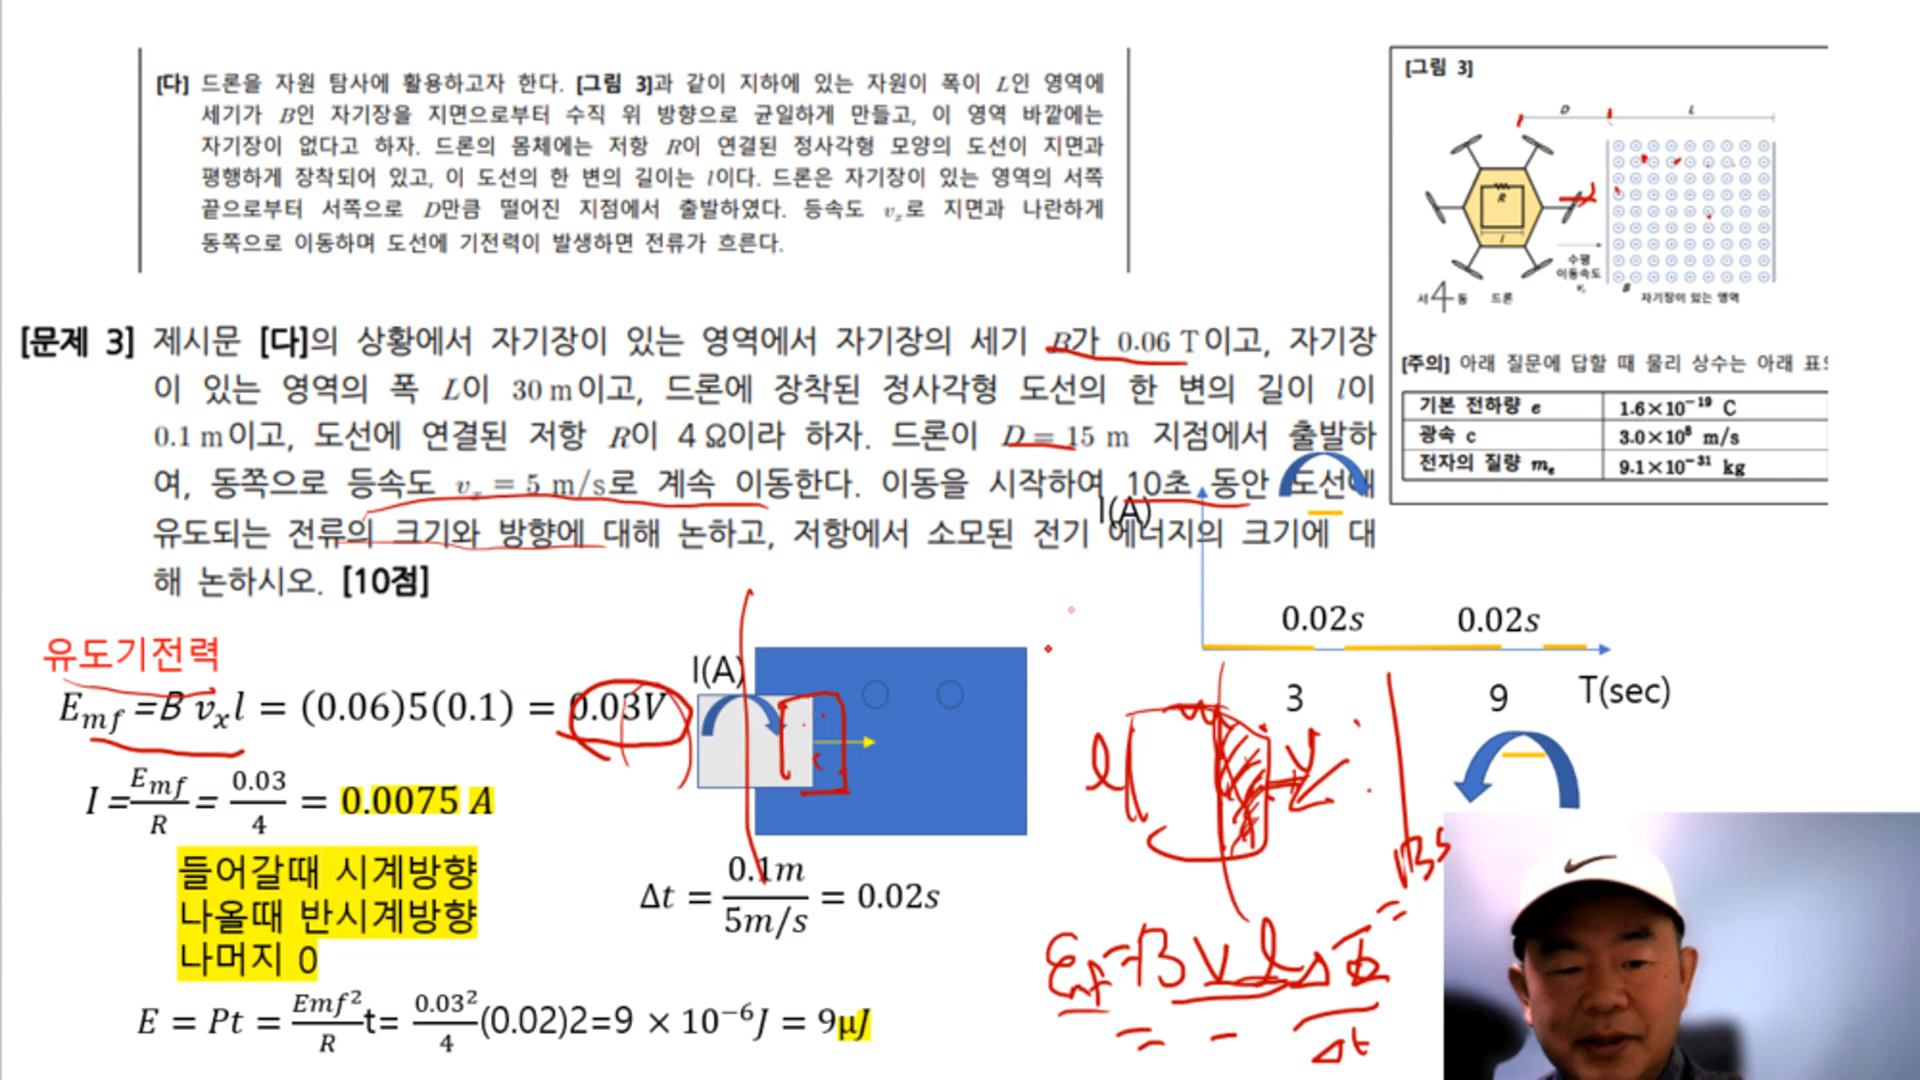 [다] 드론을 자원 탐사에 활용하고자 한다. [그림 3]과 같이 지하에 있는 자원이 폭이 L인 영역에
세기가 B인 자기장을 지면으로부터 수직 위 방향으로 균일하게 만들고, 이 영역 바깥에는
자기장이 없다고 하자. 드론의 몸체에는 저항 R이 연결된 정사각형 모양의 도선이 지면과
평행하게 장착되어 있고, 이 도선의 한 변의 길이는 l이다. 드론은 자기장이 있는 영역의 서쪽
끝으로부터 서쪽으로 D만큼 떨어진 지점에서 출발하였다. 등속도 vₓ로 지면과 나란하게
동쪽으로 이동하며 도선에 기전력이 발생하면 전류가 흐른다.
[그림 3]
D
L
R
l
수평
이동속도
vₓ
서 동
드론
B
자기장이 있는 영역
[주의] 아래 질문에 답할 때 물리 상수는 아래 표
기본 전하량 e 1.6×10⁻¹⁹ C
광속 c 3.0×10⁸ m/s
전자의 질량 mₑ 9.1×10⁻³¹ kg
[문제 3] 제시문 [다]의 상황에서 자기장이 있는 영역에서 자기장의 세기 B가 0.06 T이고, 자기장
이 있는 영역의 폭 L이 30 m이고, 드론에 장착된 정사각형 도선의 한 변의 길이 l이
0.1 m이고, 도선에 연결된 저항 R이 4 Ω이라 하자. 드론이 D = 15 m 지점에서 출발하
여, 동쪽으로 등속도 vₓ = 5 m/s로 계속 이동한다. 이동을 시작하여 10초 동안 도선에
유도되는 전류의 크기와 방향에 대해 논하고, 저항에서 소모된 전기 에너지의 크기에 대
해 논하시오. [10점]
I(A)
0.02s 0.02s
3 9 T(sec)
유도기전력
E_mf =B vₓl = (0.06)5(0.1) = 0.03V
I(A)
I = E_mf/R = 0.03/4 = 0.0075 A
들어갈때 시계방향
나올때 반시계방향
나머지 0
Δt = 0.1m/5m/s = 0.02s
E = Pt = Emf²/R t= 0.03²/4 (0.02)2=9 × 10⁻⁶J = 9μJ
l
V
Δt